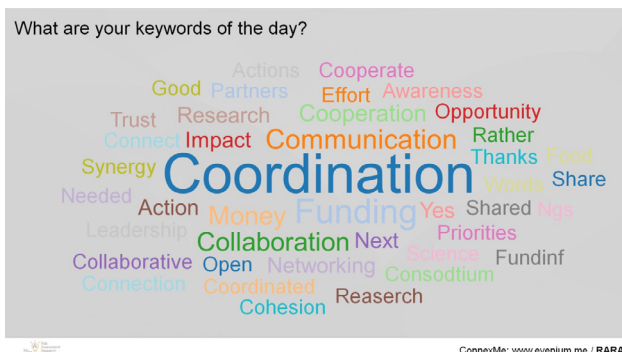 What are your keywords of the day?
Actions Cooperate
Good Partners Effort Awareness
Trust Research Cooperation Opportunity
Connect Impact Communication Rather
Synergy Coordination Thanks Food
Needed Wants Share
Action Money Funding Yes Shared Ngs
Leadership Collaboration Next Priorities
Collaborative Open Networking Science Fundinf
Connection Coordinated Consodtium
Cohesion Reaserch
ConnexMe: www.evenium.me / RARA